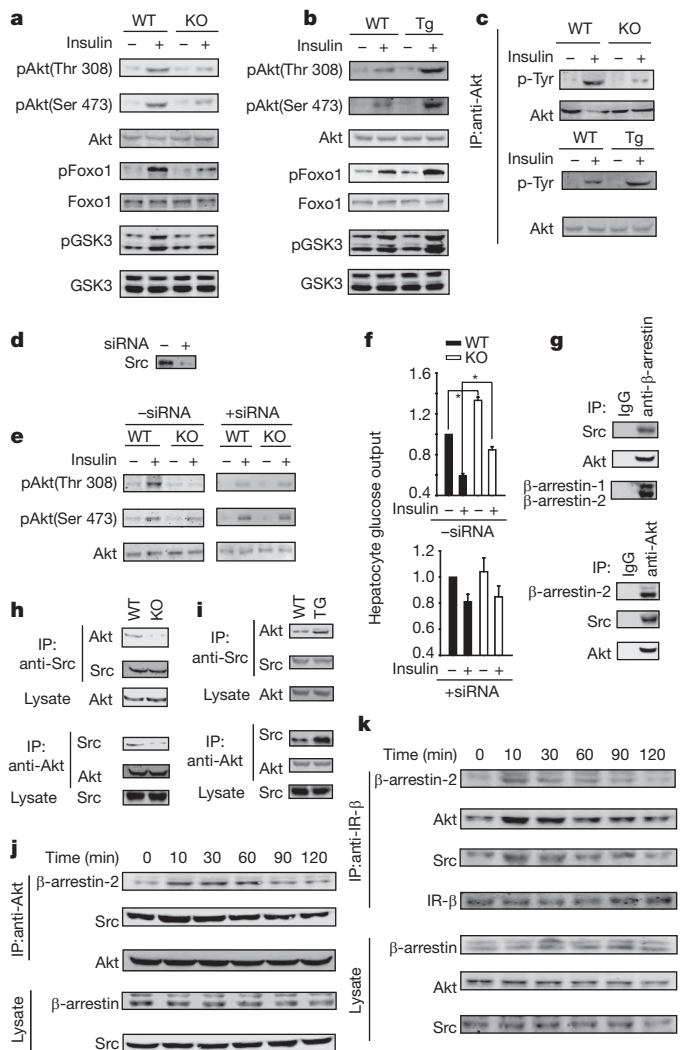 a
WT KO
Insulin − + − +
pAkt(Thr 308)
pAkt(Ser 473)
Akt
pFoxo1
Foxo1
pGSK3
GSK3
b
WT Tg
Insulin − + − +
pAkt(Thr 308)
pAkt(Ser 473)
Akt
pFoxo1
Foxo1
pGSK3
GSK3
c
IP:anti-Akt
WT KO
Insulin − + − +
p-Tyr
Akt
WT Tg
Insulin − + − +
p-Tyr
Akt
d
siRNA − +
Src
e
−siRNA +siRNA
WT KO WT KO
Insulin − + − + − + − +
pAkt(Thr 308)
pAkt(Ser 473)
Akt
f
WT
KO
Hepatocyte glucose output
1.6
1.2
0.8
0.4
* *
Insulin − + − +
−siRNA
1.2
1.0
0.8
0.6
0.4
Insulin − + − +
+siRNA
g
IP: IgG anti-β-arrestin
Src
Akt
β-arrestin-1
β-arrestin-2
IP: IgG anti-Akt
β-arrestin-2
Src
Akt
h
WT KO
IP: anti-Src
Akt
Src
Lysate Akt
IP: anti-Akt
Src
Akt
Lysate Src
i
WT TG
IP: anti-Src
Akt
Src
Lysate Akt
IP: anti-Akt
Src
Akt
Lysate Src
j
Time (min) 0 10 30 60 90 120
IP:anti-Akt
β-arrestin-2
Src
Akt
Lysate
β-arrestin
Src
k
Time (min) 0 10 30 60 90 120
IP:anti-IR-β
β-arrestin-2
Akt
Src
IR-β
Lysate
β-arrestin
Akt
Src